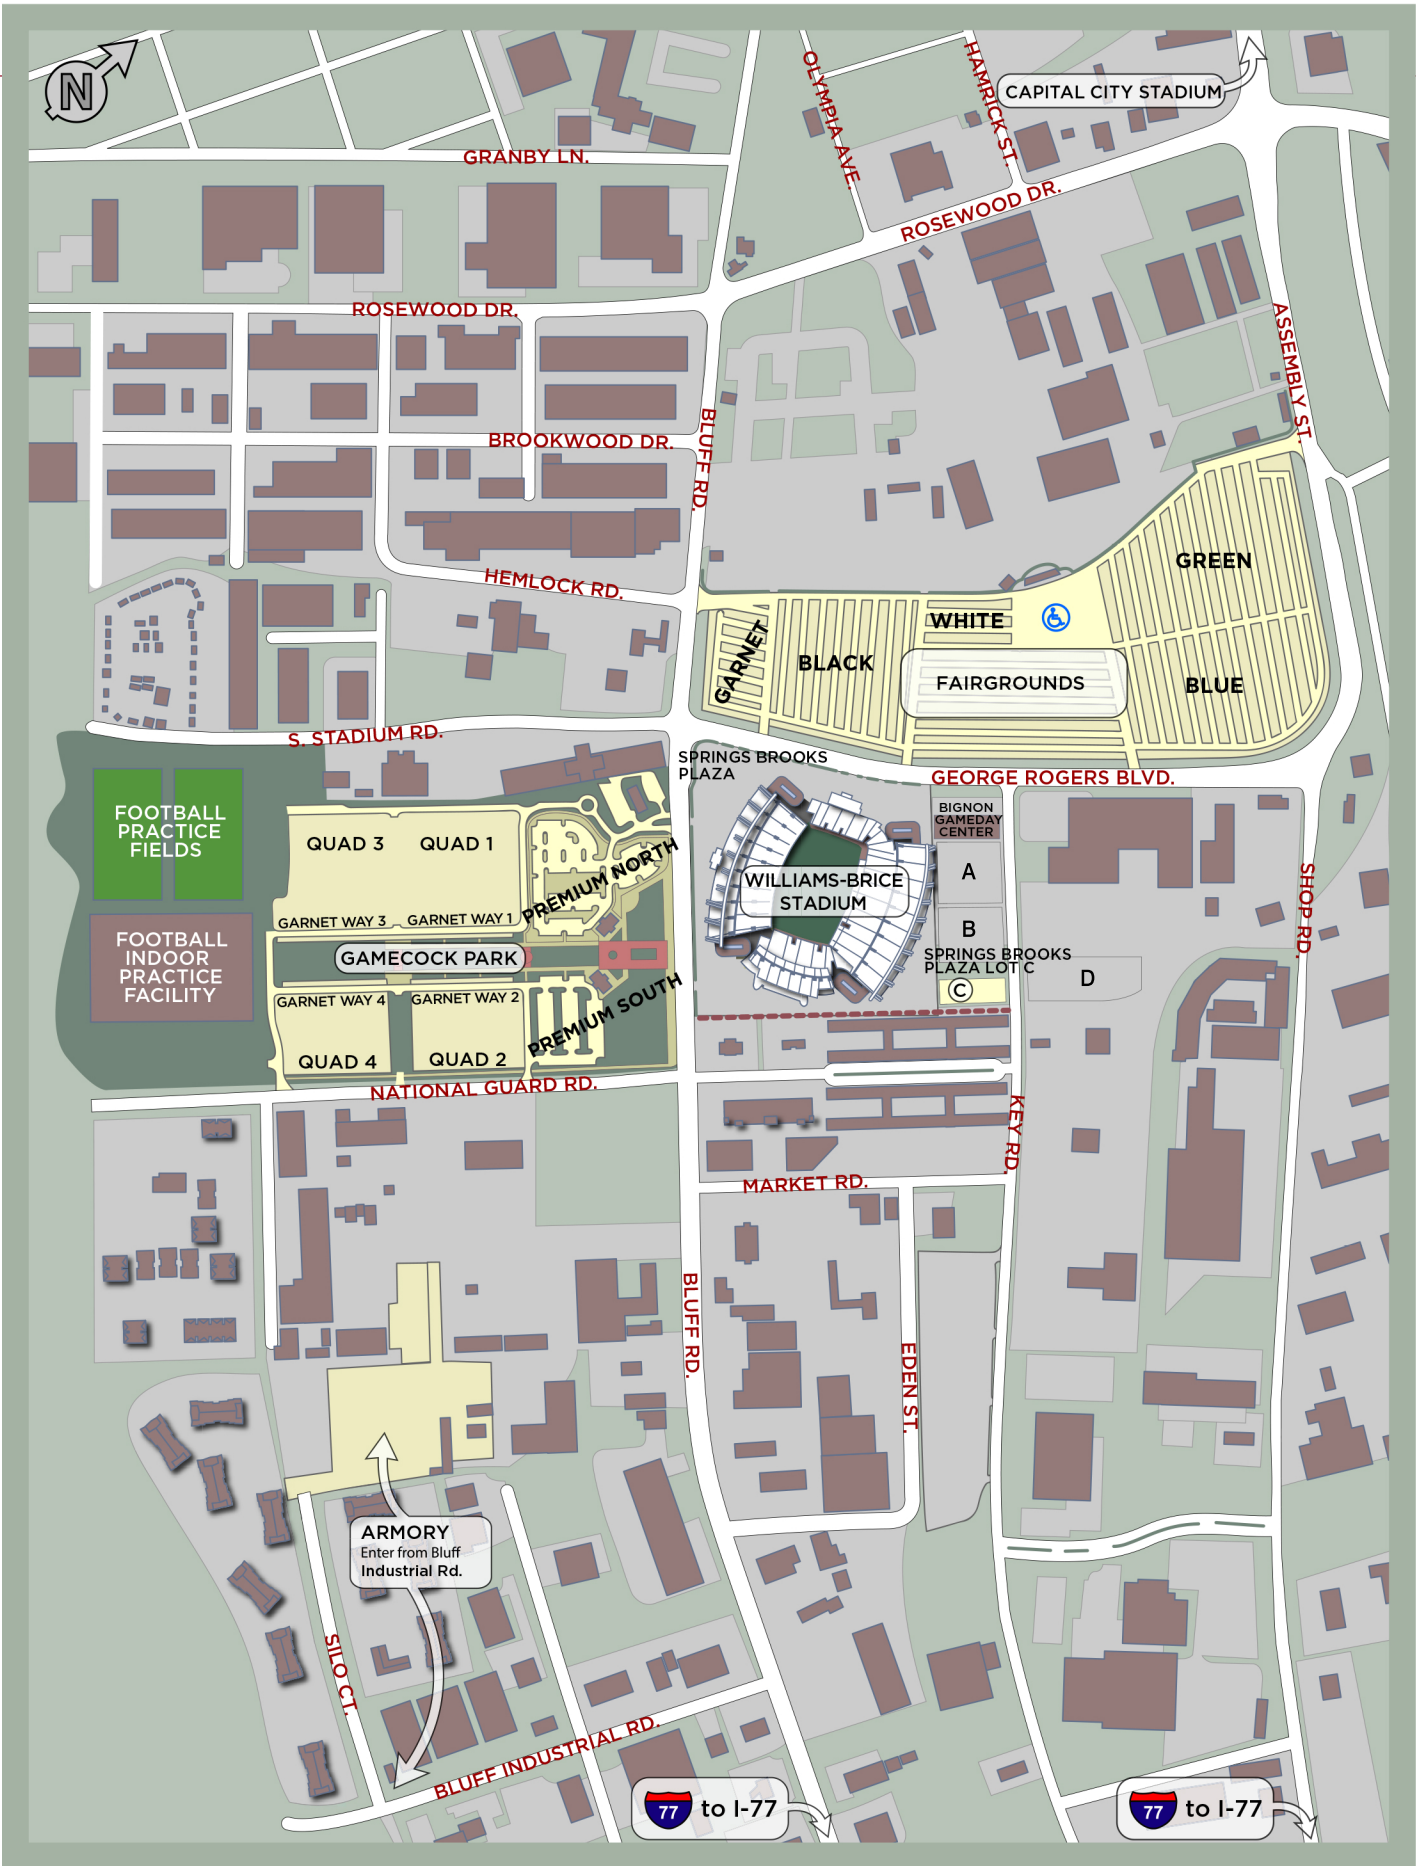 N
OLYMPIA AVE.
HAMRICK ST.
CAPITAL CITY STADIUM
GRANBY LN.
ROSEWOOD DR.
ROSEWOOD DR.
ASSEMBLY ST.
BLUFF RD.
BROOKWOOD DR.
HEMLOCK RD.
GREEN
WHITE
GARNET
BLACK
FAIRGROUNDS
BLUE
S. STADIUM RD.
SPRINGS BROOKS
PLAZA
GEORGE ROGERS BLVD.
FOOTBALL
PRACTICE
FIELDS
QUAD 3
QUAD 1
PREMIUM NORTH
BIGNON
GAMEDAY
CENTER
A
WILLIAMS-BRICE
STADIUM
SHOP RD.
GARNET WAY 3
GARNET WAY 1
B
FOOTBALL
INDOOR
PRACTICE
FACILITY
GAMECOCK PARK
SPRINGS BROOKS
PLAZA LOT C
C
D
GARNET WAY 4
GARNET WAY 2
PREMIUM SOUTH
QUAD 4
QUAD 2
NATIONAL GUARD RD.
KEY RD.
MARKET RD.
BLUFF RD.
EDEN ST.
ARMORY
Enter from Bluff
Industrial Rd.
SILO CT.
BLUFF INDUSTRIAL RD.
77 to I-77
77 to I-77